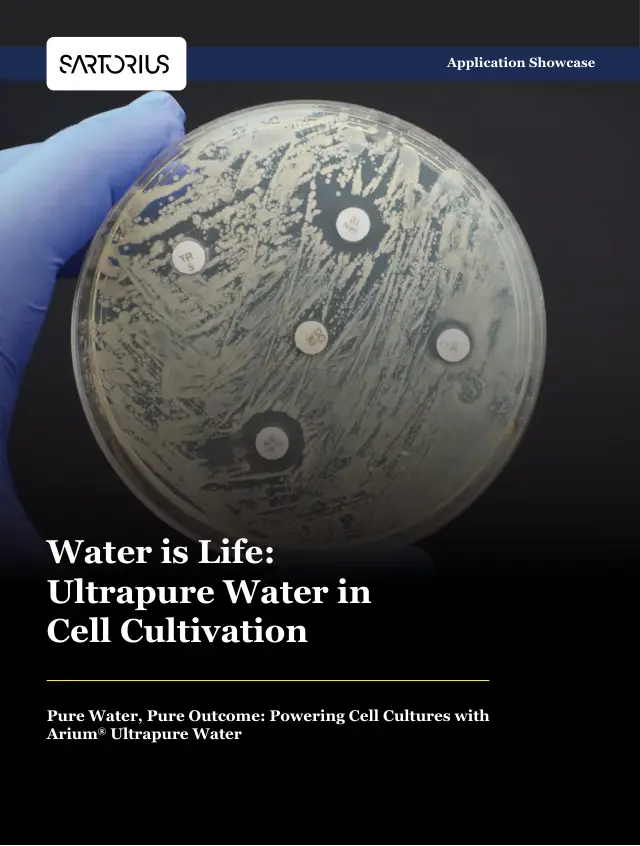 SARTORIUS
Application Showcase
Water is Life:
Ultrapure Water in
Cell Cultivation
Pure Water, Pure Outcome: Powering Cell Cultures with
Arium® Ultrapure Water